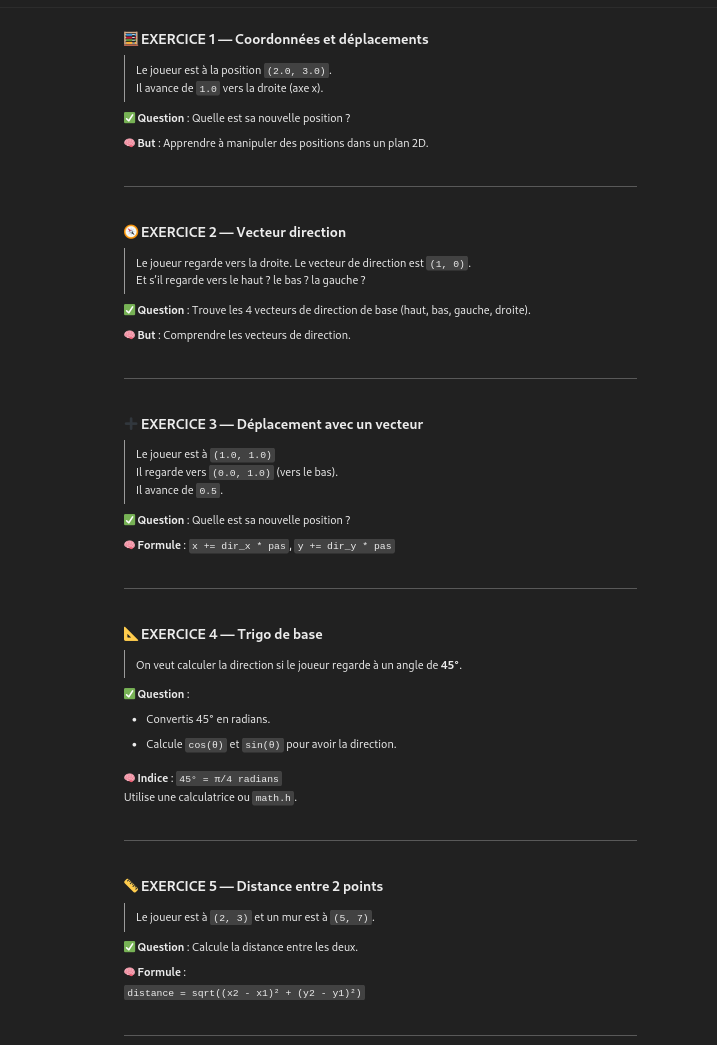 🧮 EXERCICE 1 — Coordonnées et déplacements
Le joueur est à la position (2.0, 3.0).
Il avance de 1.0 vers la droite (axe x).
✅ Question : Quelle est sa nouvelle position ?
🧠 But : Apprendre à manipuler des positions dans un plan 2D.
🧭 EXERCICE 2 — Vecteur direction
Le joueur regarde vers la droite. Le vecteur de direction est (1, 0).
Et s'il regarde vers le haut ? le bas ? la gauche ?
✅ Question : Trouve les 4 vecteurs de direction de base (haut, bas, gauche, droite).
🧠 But : Comprendre les vecteurs de direction.
➕ EXERCICE 3 — Déplacement avec un vecteur
Le joueur est à (1.0, 1.0)
Il regarde vers (0.0, 1.0) (vers le bas).
Il avance de 0.5.
✅ Question : Quelle est sa nouvelle position ?
🧠 Formule : x += dir_x * pas, y += dir_y * pas
📐 EXERCICE 4 — Trigo de base
On veut calculer la direction si le joueur regarde à un angle de 45°.
✅ Question :
• Convertis 45° en radians.
• Calcule cos(θ) et sin(θ) pour avoir la direction.
🧠 Indice : 45° = π/4 radians
Utilise une calculatrice ou math.h.
📏 EXERCICE 5 — Distance entre 2 points
Le joueur est à (2, 3) et un mur est à (5, 7).
✅ Question : Calcule la distance entre les deux.
🧠 Formule :
distance = sqrt((x2 - x1)² + (y2 - y1)²)